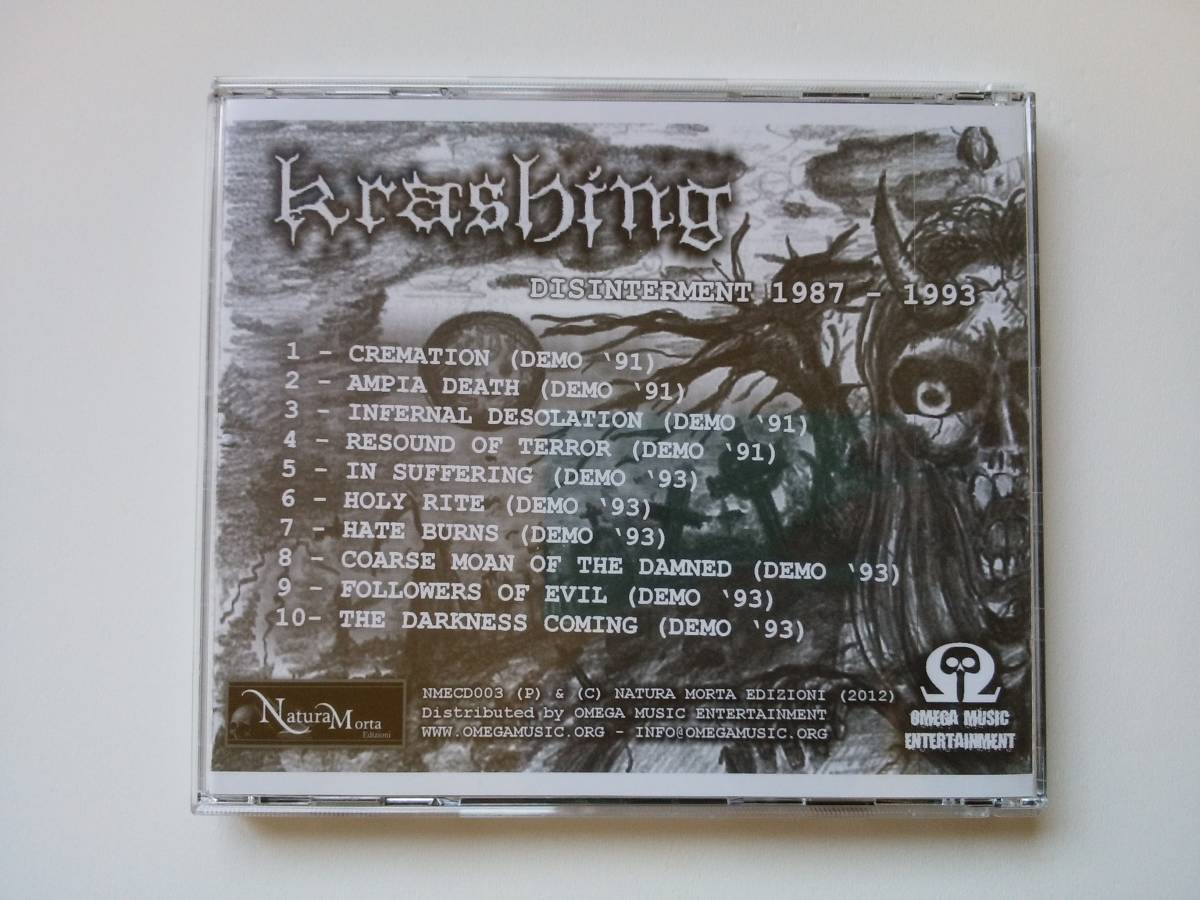 krashing
DISINTERMENT 1987 - 1993
1 - CREMATION (DEMO ‘91)
2 - AMPIA DEATH (DEMO ‘91)
3 - INFERNAL DESOLATION (DEMO ‘91)
4 - RESOUND OF TERROR (DEMO ‘91)
5 - IN SUFFERING (DEMO ‘93)
6 - HOLY RITE (DEMO ‘93)
7 - HATE BURNS (DEMO ‘93)
8 - COARSE MOAN OF THE DAMNED (DEMO ‘93)
9 - FOLLOWERS OF EVIL (DEMO ‘93)
10- THE DARKNESS COMING (DEMO ‘93)
NaturaMorta
Edizioni
NMECD003 (P) & (C) NATURA MORTA EDIZIONI (2012)
Distributed by OMEGA MUSIC ENTERTAINMENT
WWW.OMEGAMUSIC.ORG - INFO@OMEGAMUSIC.ORG
OMEGA MUSIC
ENTERTAINMENT